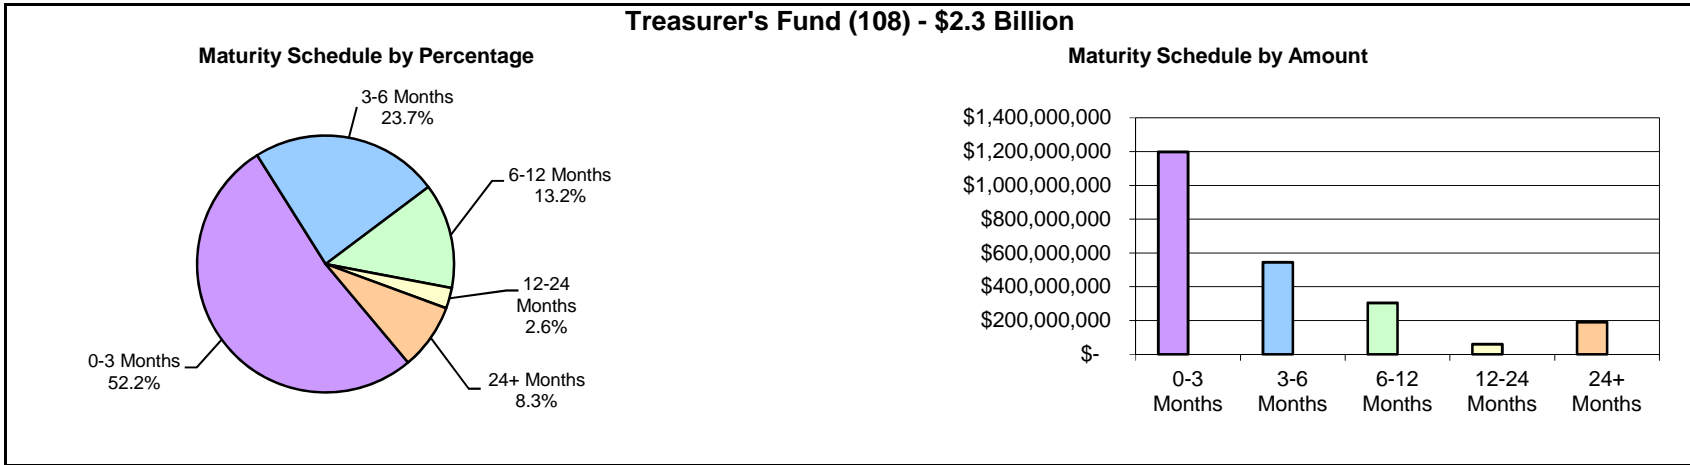 Treasurer's Fund (108) - $2.3 Billion
Maturity Schedule by Percentage
3-6 Months
23.7%
6-12 Months
13.2%
12-24
Months
2.6%
24+ Months
8.3%
0-3 Months
52.2%
Maturity Schedule by Amount
$1,400,000,000
$1,200,000,000
$1,000,000,000
$800,000,000
$600,000,000
$400,000,000
$200,000,000
$-
0-3
Months
3-6
Months
6-12
Months
12-24
Months
24+
Months